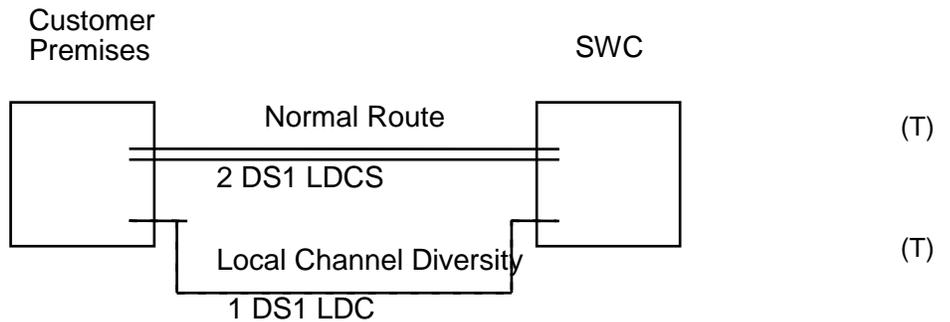 Customer
Premises
SWC
Normal Route
(T)
2 DS1 LDCS
Local Channel Diversity
(T)
1 DS1 LDC